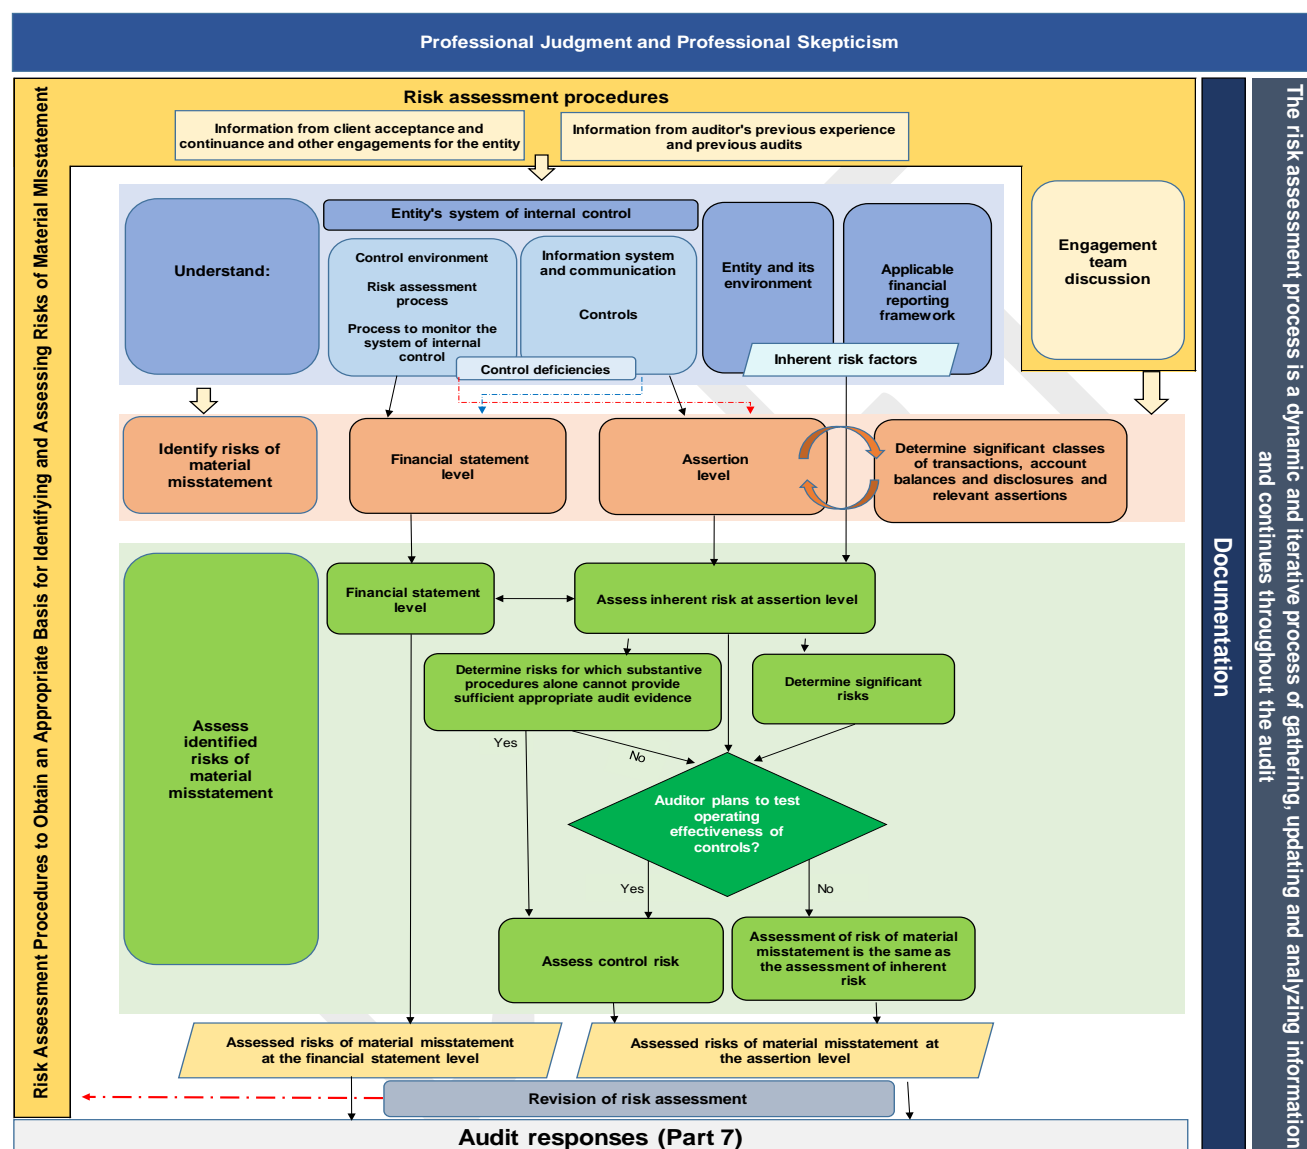 Professional Judgment and Professional Skepticism
Risk Assessment Procedures to Obtain an Appropriate Basis for Identifying and Assessing Risks of Material MIsstatement
Risk assessment procedures
Information from client acceptance and
continuance and other engagements for the entity
Information from auditor's previous experience
and previous audits
Understand:
Entity's system of internal control
Control environment
Risk assessment
process
Process to monitor the
system of internal
control
Information system
and communication
Controls
Control deficiencies
Entity and its
environment
Applicable
financial
reporting
framework
Inherent risk factors
Engagement
team
discussion
Identify risks of
material
misstatement
Financial statement
level
Assertion
level
Determine significant classes
of transactions, account
balances and disclosures and
relevant assertions
Assess
identified
risks of
material
misstatement
Financial statement
level
Assess inherent risk at assertion level
Determine risks for which substantive
procedures alone cannot provide
sufficient appropriate audit evidence
Determine significant
risks
Yes
No
Auditor plans to test
operating
effectiveness of
controls?
Yes
No
Assess control risk
Assessment of risk of material
misstatement is the same as
the assessment of inherent
risk
Assessed risks of material misstatement
at the financial statement level
Assessed risks of material misstatement at
the assertion level
Revision of risk assessment
Audit responses (Part 7)
Documentation
The risk assessment process is a dynamic and iterative process of gathering, updating and analyzing information
and continues throughout the audit